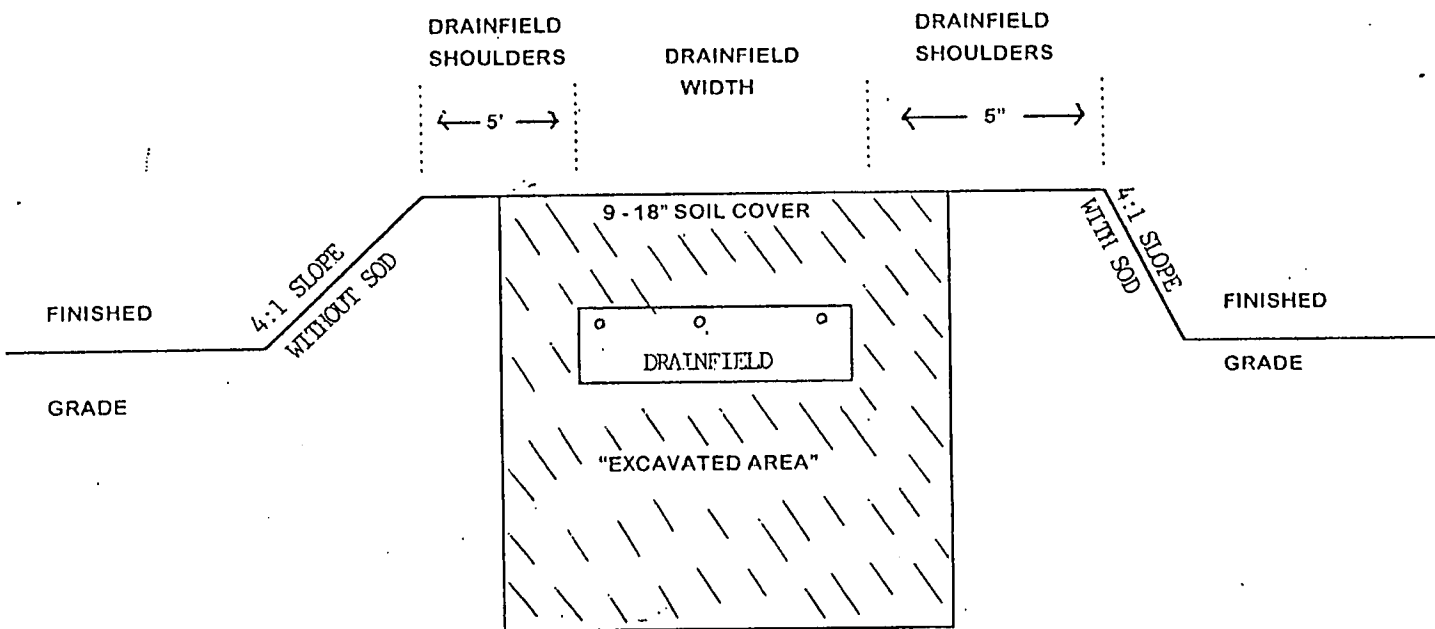 DRAINFIELD
SHOULDERS
DRAINFIELD
WIDTH
DRAINFIELD
SHOULDERS
5'
5"
9 - 18" SOIL COVER
4:1 SLOPE
WITHOUT SOD
4:1 SLOPE
WITH SOD
FINISHED
GRADE
DRAINFIELD
FINISHED
GRADE
"EXCAVATED AREA"